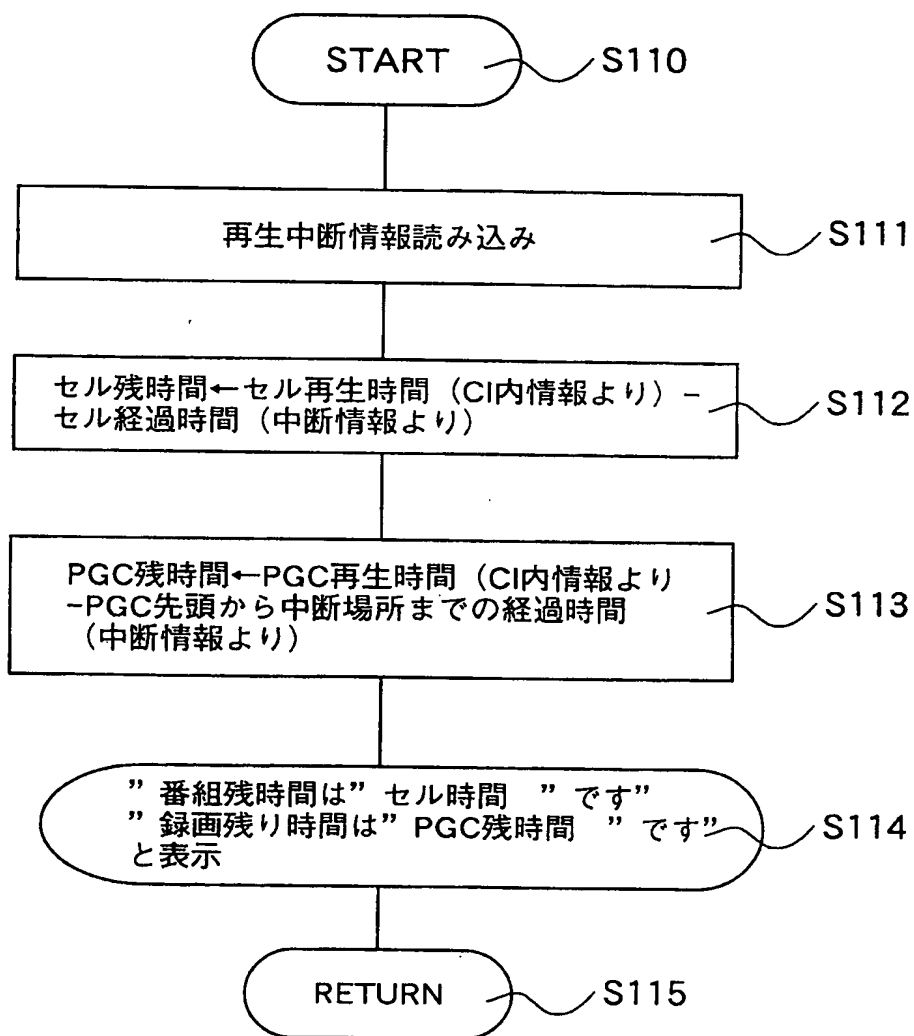 START
S110
再生中断情報読み込み
S111
セル残時間←セル再生時間（CI内情報より）-
セル経過時間（中断情報より）
S112
PGC残時間←PGC再生時間（CI内情報より
-PGC先頭から中断場所までの経過時間
（中断情報より）
S113
” 番組残時間は” セル時間 ” です”
” 録画残り時間は” PGC残時間 ” です”
と表示
S114
RETURN
S115